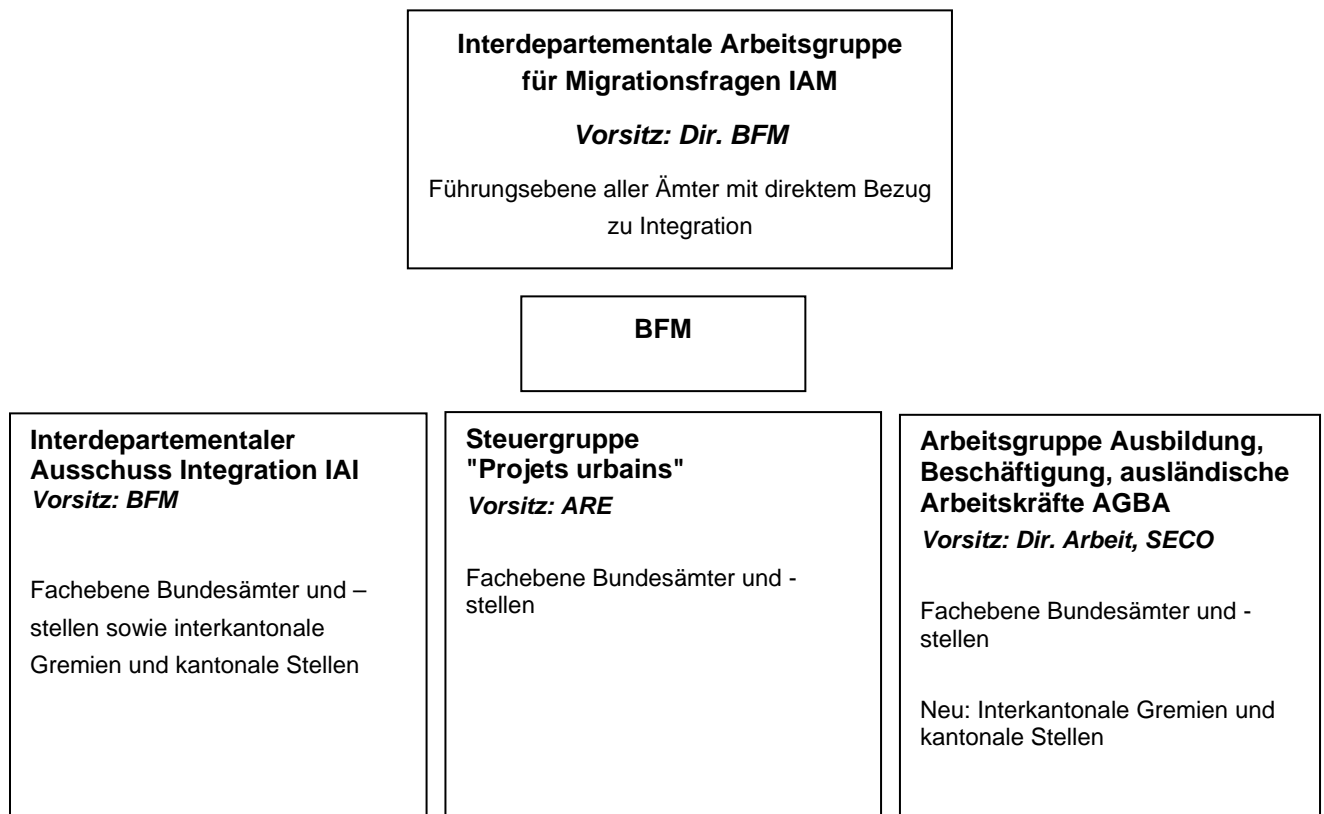 Interdepartementale Arbeitsgruppe
für Migrationsfragen IAM
Vorsitz: Dir. BFM
Führungsebene aller Ämter mit direktem Bezug
zu Integration
BFM
Interdepartementaler
Ausschuss Integration IAI
Vorsitz: BFM
Fachebene Bundesämter und –
stellen sowie interkantonale
Gremien und kantonale Stellen
Steuergruppe
"Projets urbains"
Vorsitz: ARE
Fachebene Bundesämter und -
stellen
Arbeitsgruppe Ausbildung,
Beschäftigung, ausländische
Arbeitskräfte AGBA
Vorsitz: Dir. Arbeit, SECO
Fachebene Bundesämter und -
stellen
Neu: Interkantonale Gremien und
kantonale Stellen